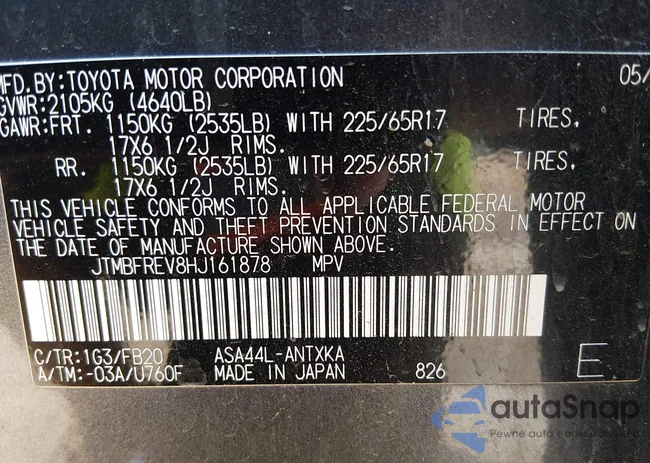 MFD.BY:TOYOTA MOTOR CORPORATION 05/
GVWR:2105KG (4640LB)
GAWR:FRT. 1150KG (2535LB) WITH 225/65R17 TIRES.
17X6 1/2J RIMS.
RR. 1150KG (2535LB) WITH 225/65R17 TIRES.
17X6 1/2J RIMS.
THIS VEHICLE CONFORMS TO ALL APPLICABLE FEDERAL MOTOR
VEHICLE SAFETY AND THEFT PREVENTION STANDARDS IN EFFECT ON
THE DATE OF MANUFACTURE SHOWN ABOVE.
JTMBFREV8HJ161878 MPV
C/TR:1G3/FB20 ASA44L-ANTXKA
A/TM:-03A/U760F MADE IN JAPAN 826 E
autaSnap
Pewne auta z